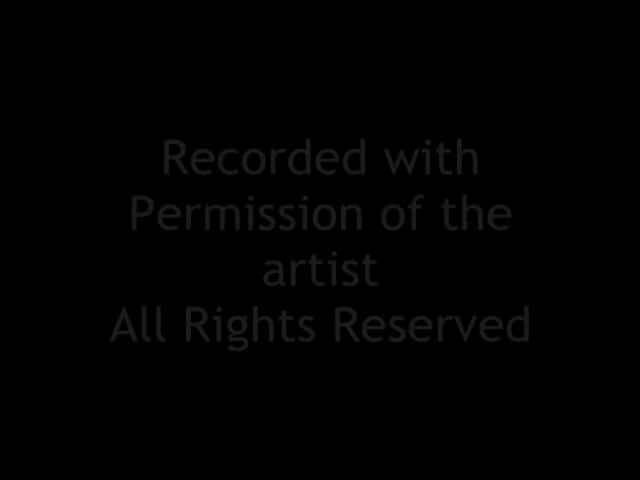 Recorded with
Permission of the
artist
All Rights Reserved